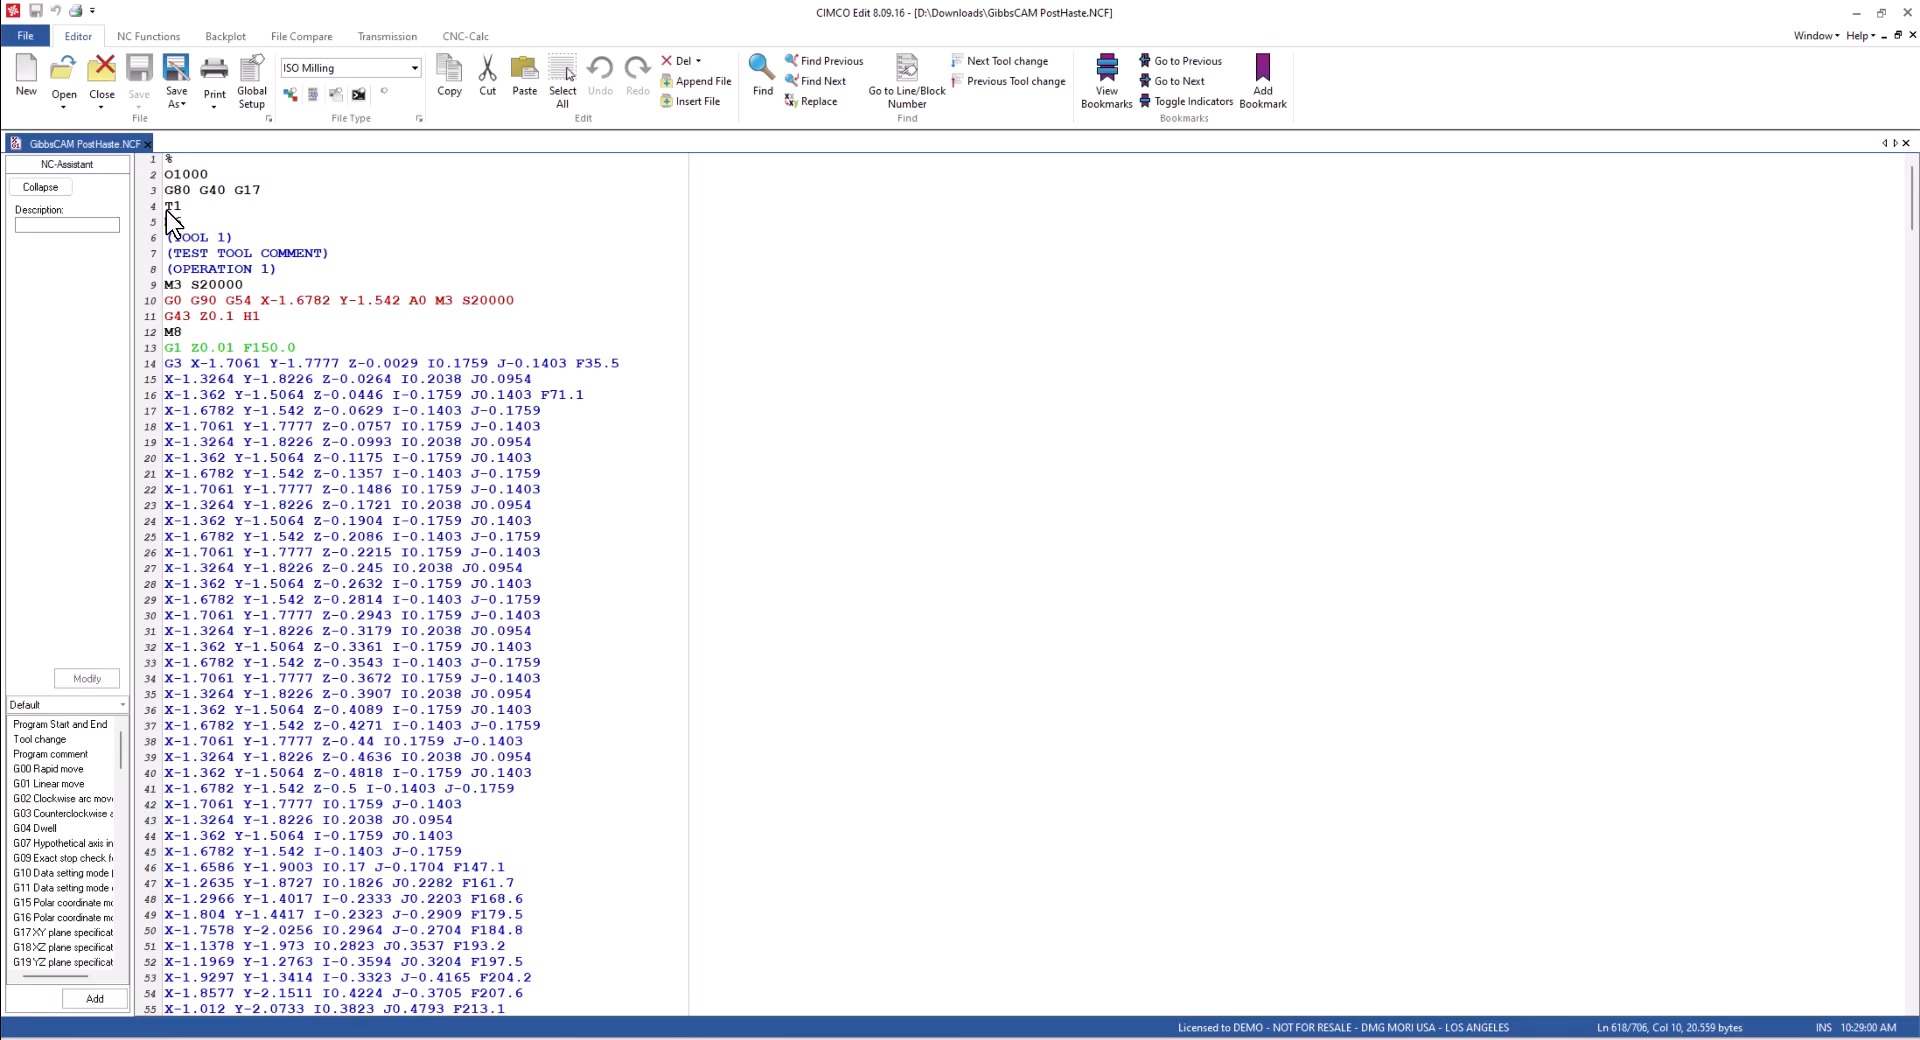 CIMCO Edit 8.09.16 - [D:\Downloads\GibbsCAM PostHaste.NCF]
File Editor NC Functions Backplot File Compare Transmission CNC-Calc Window Help
New Open Close Save Save As Print Global Setup
File
ISO Milling
File Type
Copy Cut Paste Select All Undo Redo
Del
Append File
Insert File
Edit
Find
Find Previous
Find Next
Replace
Go to Line/Block Number
Next Tool change
Previous Tool change
Find
View Bookmarks
Go to Previous
Go to Next
Toggle Indicators
Add Bookmark
Bookmarks
GibbsCAM PostHaste.NCF
NC-Assistant
Collapse
Description:
Modify
Default
Program Start and End
Tool change
Program comment
G00 Rapid move
G01 Linear move
G02 Clockwise arc mov
G03 Counterclockwise
G04 Dwell
G07 Hypothetical axis in
G09 Exact stop check f
G10 Data setting mode
G11 Data setting mode
G15 Polar coordinate m
G16 Polar coordinate m
G17 XY plane specificat
G18 XZ plane specificat
G19 YZ plane specificat
Add
1 %
2 O1000
3 G80 G40 G17
4 T1
5
6 (TOOL 1)
7 (TEST TOOL COMMENT)
8 (OPERATION 1)
9 M3 S20000
10 G0 G90 G54 X-1.6782 Y-1.542 A0 M3 S20000
11 G43 Z0.1 H1
12 M8
13 G1 Z0.01 F150.0
14 G3 X-1.7061 Y-1.7777 Z-0.0029 I0.1759 J-0.1403 F35.5
15 X-1.3264 Y-1.8226 Z-0.0264 I0.2038 J0.0954
16 X-1.362 Y-1.5064 Z-0.0446 I-0.1759 J0.1403 F71.1
17 X-1.6782 Y-1.542 Z-0.0629 I-0.1403 J-0.1759
18 X-1.7061 Y-1.7777 Z-0.0757 I0.1759 J-0.1403
19 X-1.3264 Y-1.8226 Z-0.0993 I0.2038 J0.0954
20 X-1.362 Y-1.5064 Z-0.1175 I-0.1759 J0.1403
21 X-1.6782 Y-1.542 Z-0.1357 I-0.1403 J-0.1759
22 X-1.7061 Y-1.7777 Z-0.1486 I0.1759 J-0.1403
23 X-1.3264 Y-1.8226 Z-0.1721 I0.2038 J0.0954
24 X-1.362 Y-1.5064 Z-0.1904 I-0.1759 J0.1403
25 X-1.6782 Y-1.542 Z-0.2086 I-0.1403 J-0.1759
26 X-1.7061 Y-1.7777 Z-0.2215 I0.1759 J-0.1403
27 X-1.3264 Y-1.8226 Z-0.245 I0.2038 J0.0954
28 X-1.362 Y-1.5064 Z-0.2632 I-0.1759 J0.1403
29 X-1.6782 Y-1.542 Z-0.2814 I-0.1403 J-0.1759
30 X-1.7061 Y-1.7777 Z-0.2943 I0.1759 J-0.1403
31 X-1.3264 Y-1.8226 Z-0.3179 I0.2038 J0.0954
32 X-1.362 Y-1.5064 Z-0.3361 I-0.1759 J0.1403
33 X-1.6782 Y-1.542 Z-0.3543 I-0.1403 J-0.1759
34 X-1.7061 Y-1.7777 Z-0.3672 I0.1759 J-0.1403
35 X-1.3264 Y-1.8226 Z-0.3907 I0.2038 J0.0954
36 X-1.362 Y-1.5064 Z-0.4089 I-0.1759 J0.1403
37 X-1.6782 Y-1.542 Z-0.4271 I-0.1403 J-0.1759
38 X-1.7061 Y-1.7777 Z-0.44 I0.1759 J-0.1403
39 X-1.3264 Y-1.8226 Z-0.4636 I0.2038 J0.0954
40 X-1.362 Y-1.5064 Z-0.4818 I-0.1759 J0.1403
41 X-1.6782 Y-1.542 Z-0.5 I-0.1403 J-0.1759
42 X-1.7061 Y-1.7777 I0.1759 J-0.1403
43 X-1.3264 Y-1.8226 I0.2038 J0.0954
44 X-1.362 Y-1.5064 I-0.1759 J0.1403
45 X-1.6782 Y-1.542 I-0.1403 J-0.1759
46 X-1.6586 Y-1.9003 I0.17 J-0.1704 F147.1
47 X-1.2635 Y-1.8727 I0.1826 J0.2282 F161.7
48 X-1.2966 Y-1.4017 I-0.2333 J0.2203 F168.6
49 X-1.804 Y-1.4417 I-0.2323 J-0.2909 F179.5
50 X-1.7578 Y-2.0256 I0.2964 J-0.2704 F184.8
51 X-1.1378 Y-1.973 I0.2823 J0.3537 F193.2
52 X-1.1969 Y-1.2763 I-0.3594 J0.3204 F197.5
53 X-1.9297 Y-1.3414 I-0.3323 J-0.4165 F204.2
54 X-1.8577 Y-2.1511 I0.4224 J-0.3705 F207.6
55 X-1.012 Y-2.0733 I0.3823 J0.4793 F213.1
Licensed to DEMO - NOT FOR RESALE - DMG MORI USA - LOS ANGELES Ln 618/706, Col 10, 20.559 bytes INS 10:29:00 AM